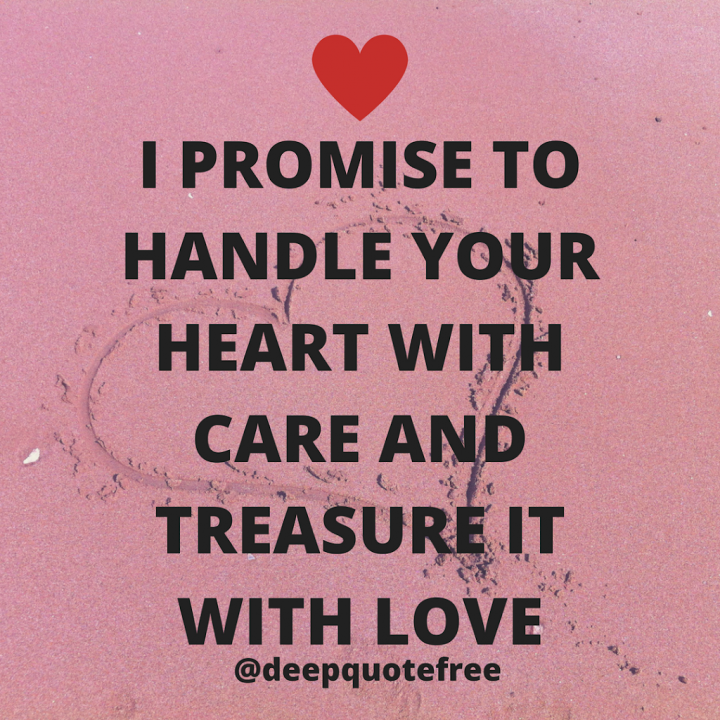 I PROMISE TO
HANDLE YOUR
HEART WITH
CARE AND
TREASURE IT
WITH LOVE
@deepquotefree